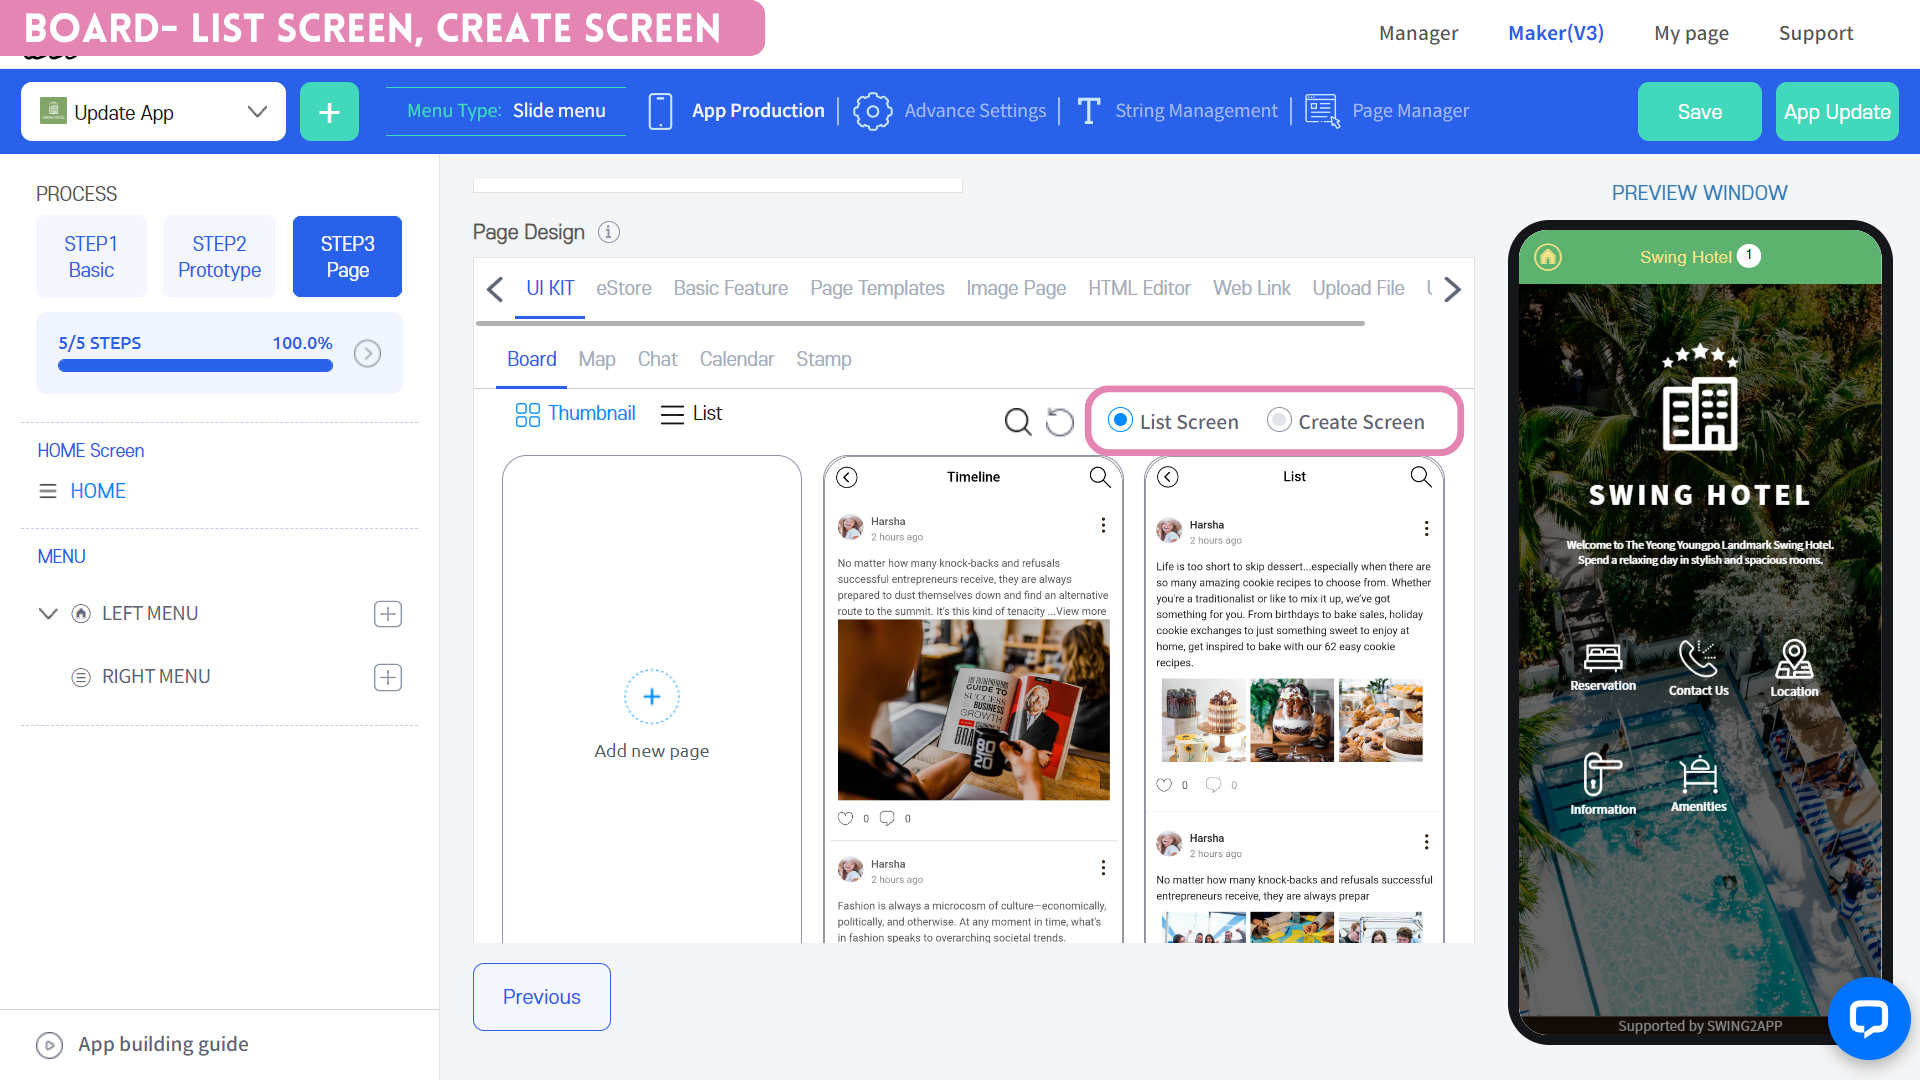 BOARD- LIST SCREEN, CREATE SCREEN
Manager
Maker(V3)
My page
Support
Update App
+
Menu Type: Slide menu
App Production
Advance Settings
String Management
Page Manager
Save
App Update
PROCESS
STEP1
Basic
STEP2
Prototype
STEP3
Page
5/5 STEPS
100.0%
HOME Screen
HOME
MENU
LEFT MENU
RIGHT MENU
App building guide
Page Design
UI KIT
eStore
Basic Feature
Page Templates
Image Page
HTML Editor
Web Link
Upload File
Board
Map
Chat
Calendar
Stamp
Thumbnail
List
List Screen
Create Screen
Add new page
Timeline
Harsha
2 hours ago
No matter how many knock-backs and refusals
successful entrepreneurs receive, they are always
prepared to dust themselves down and find an alternative
route to the summit. It's this kind of tenacity ...View more
THE ENTREPRENEURS
GUIDE TO
SUCCESS
BUSINESS
GROWTH
BRA
80
20
0
0
Harsha
2 hours ago
Fashion is always a microcosm of culture—economically,
politically, and otherwise. At any moment in time, what's
in fashion speaks to overarching societal trends.
List
Harsha
2 hours ago
Life is too short to skip dessert...especially when there are
so many amazing cookie recipes to choose from. Whether
you're a traditionalist or like to mix it up, we've got
something for you. From birthdays to bake sales, holiday
cookie exchanges to just something sweet to enjoy at
home, get inspired to bake with our 62 easy cookie
recipes.
0
0
Harsha
2 hours ago
No matter how many knock-backs and refusals successful
entrepreneurs receive, they are always prepar
Previous
PREVIEW WINDOW
Swing Hotel 1
SWING HOTEL
Welcome to The Yeong Youngpo Landmark Swing Hotel.
Spend a relaxing day in stylish and spacious rooms.
Reservation
Contact Us
Location
Information
Amenities
Supported by SWING2APP